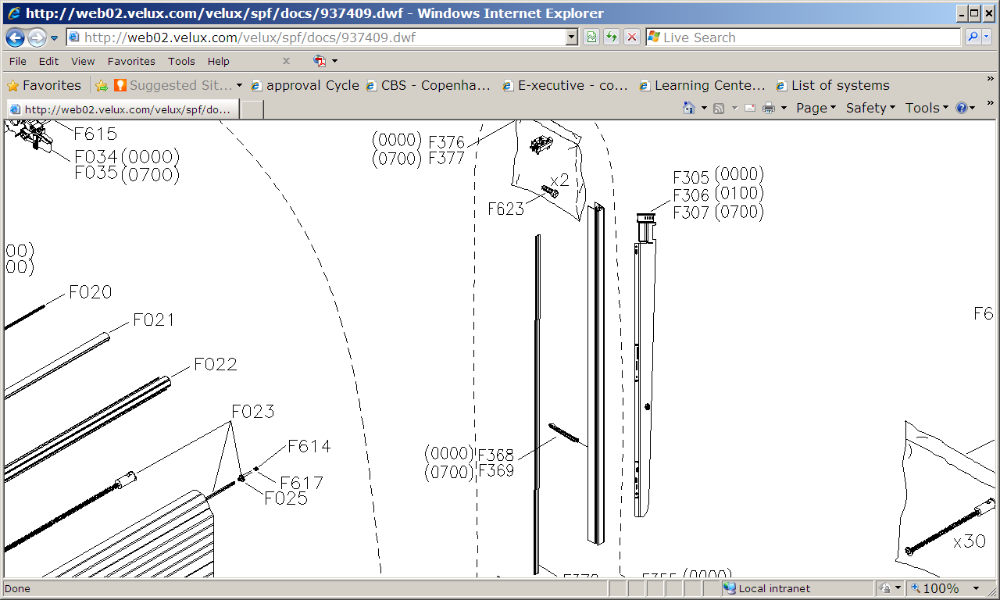 http://web02.velux.com/velux/spf/docs/937409.dwf - Windows Internet Explorer
http://web02.velux.com/velux/spf/docs/937409.dwf
Live Search
File Edit View Favorites Tools Help x
Favorites Suggested Sit... approval Cycle CBS - Copenha... E-xecutive - co... Learning Cente... List of systems
http://web02.velux.com/velux/spf/do...
Page Safety Tools
F615
F034 (0000)
F035 (0700)
(0000) F376
(0700) F377
x2
F623
F305 (0000)
F306 (0100)
F307 (0700)
00)
00)
F020
F021
F6
F022
F023
F614
F617
F025
(0000) F368
(0700) F369
x30
Done Local intranet 100%